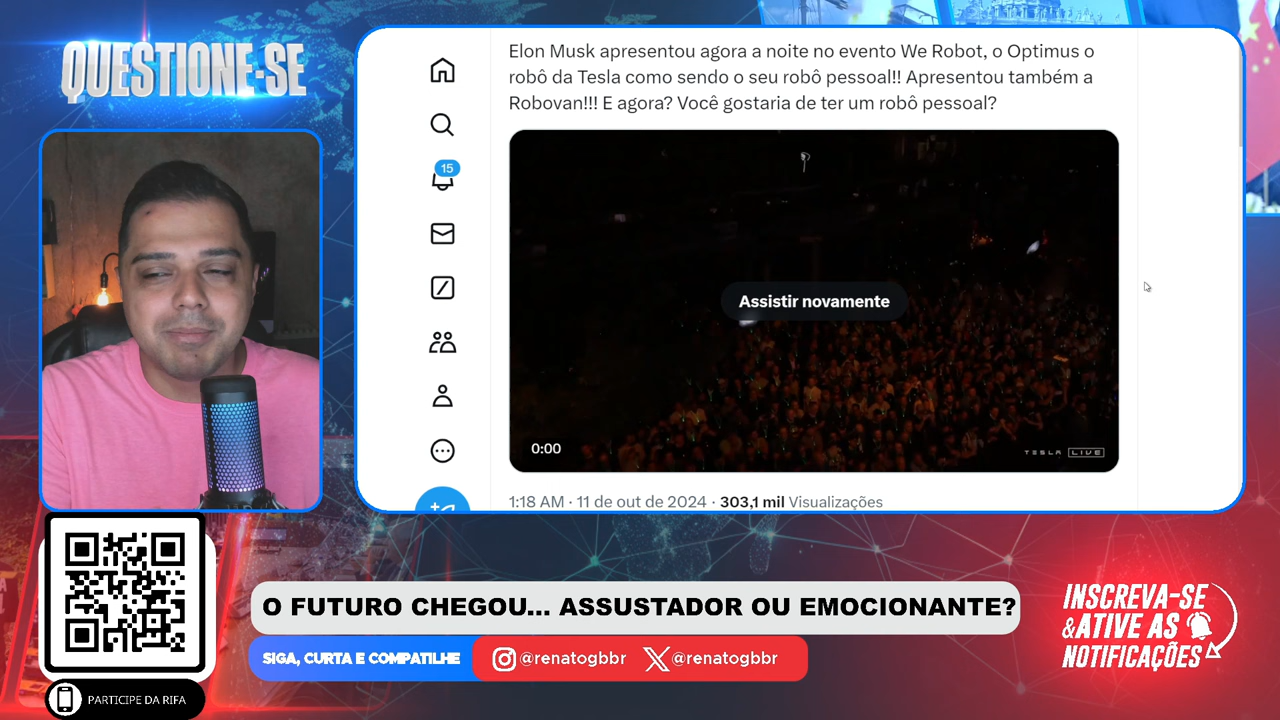 QUESTIONE-SE
Elon Musk apresentou agora a noite no evento We Robot, o Optimus o
robô da Tesla como sendo o seu robô pessoal!! Apresentou também a
Robovan!!! E agora? Você gostaria de ter um robô pessoal?
15
Assistir novamente
0:00
TESLA LIVE
1:18 AM · 11 de out de 2024 · 303,1 mil Visualizações
O FUTURO CHEGOU... ASSUSTADOR OU EMOCIONANTE?
SIGA, CURTA E COMPATILHE
@renatogbbr
@renatogbbr
INSCREVA-SE
&ATIVE AS
NOTIFICAÇÕES
PARTICIPE DA RIFA